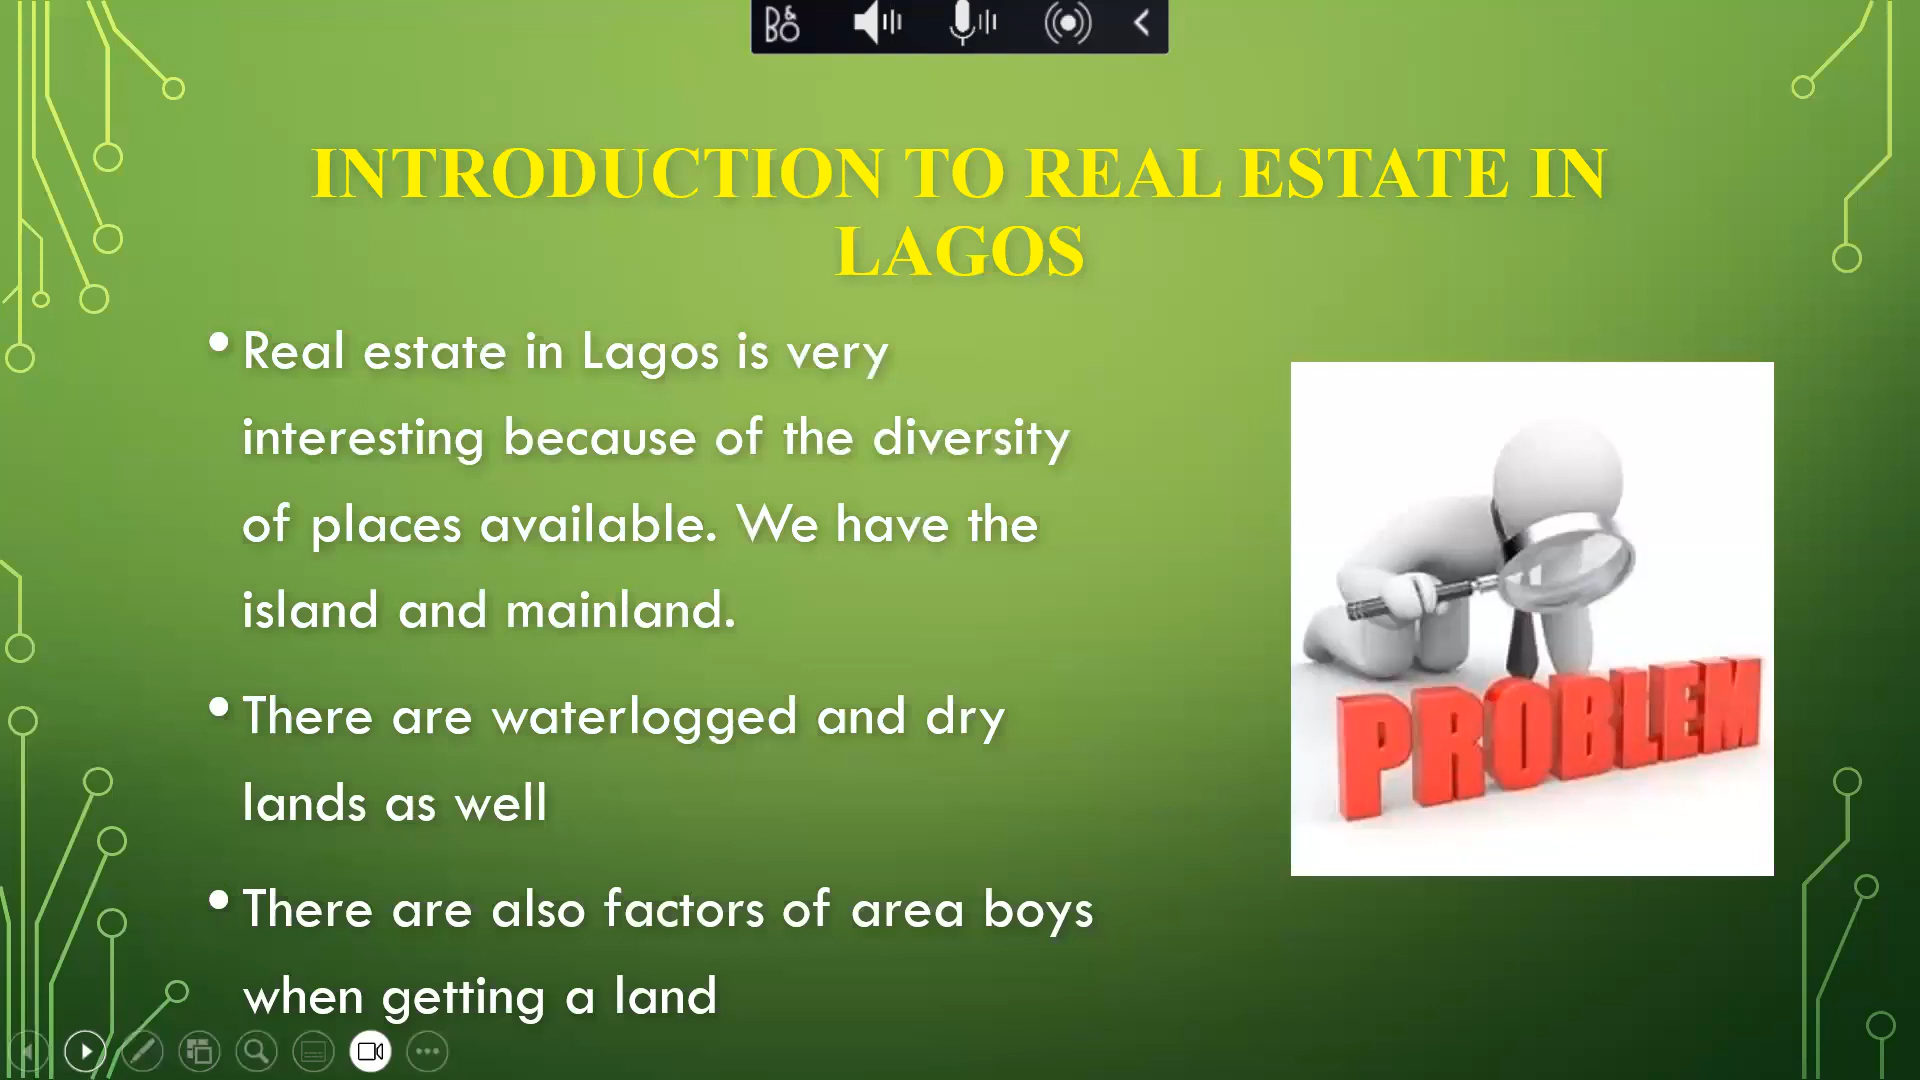 B&O
INTRODUCTION TO REAL ESTATE IN
LAGOS
• Real estate in Lagos is very
interesting because of the diversity
of places available. We have the
island and mainland.
• There are waterlogged and dry
lands as well
• There are also factors of area boys
when getting a land
PROBLEM